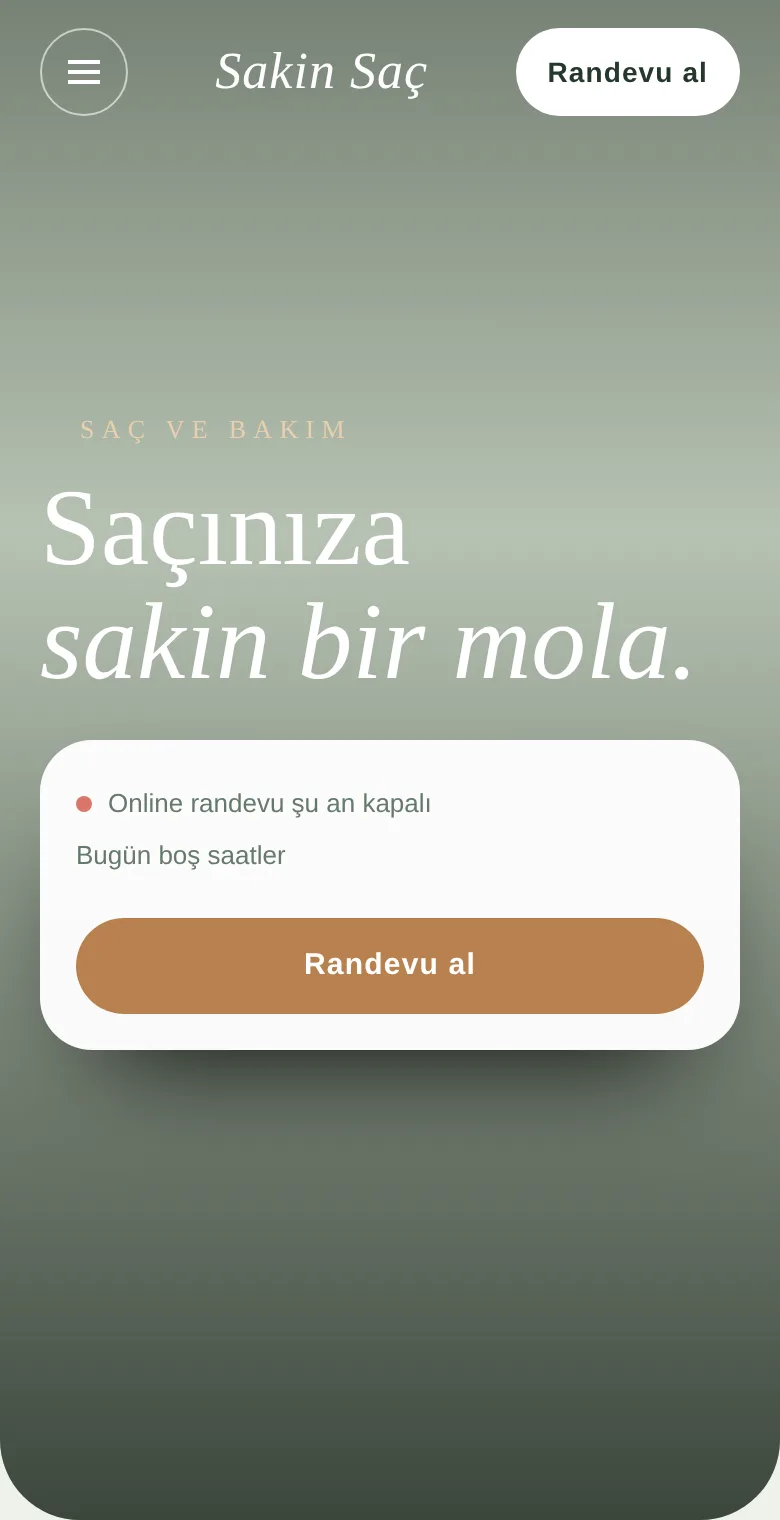 Sakin Saç
Randevu al
SAÇ VE BAKIM
Saçınıza
sakin bir mola.
Online randevu şu an kapalı
Bugün boş saatler
Randevu al